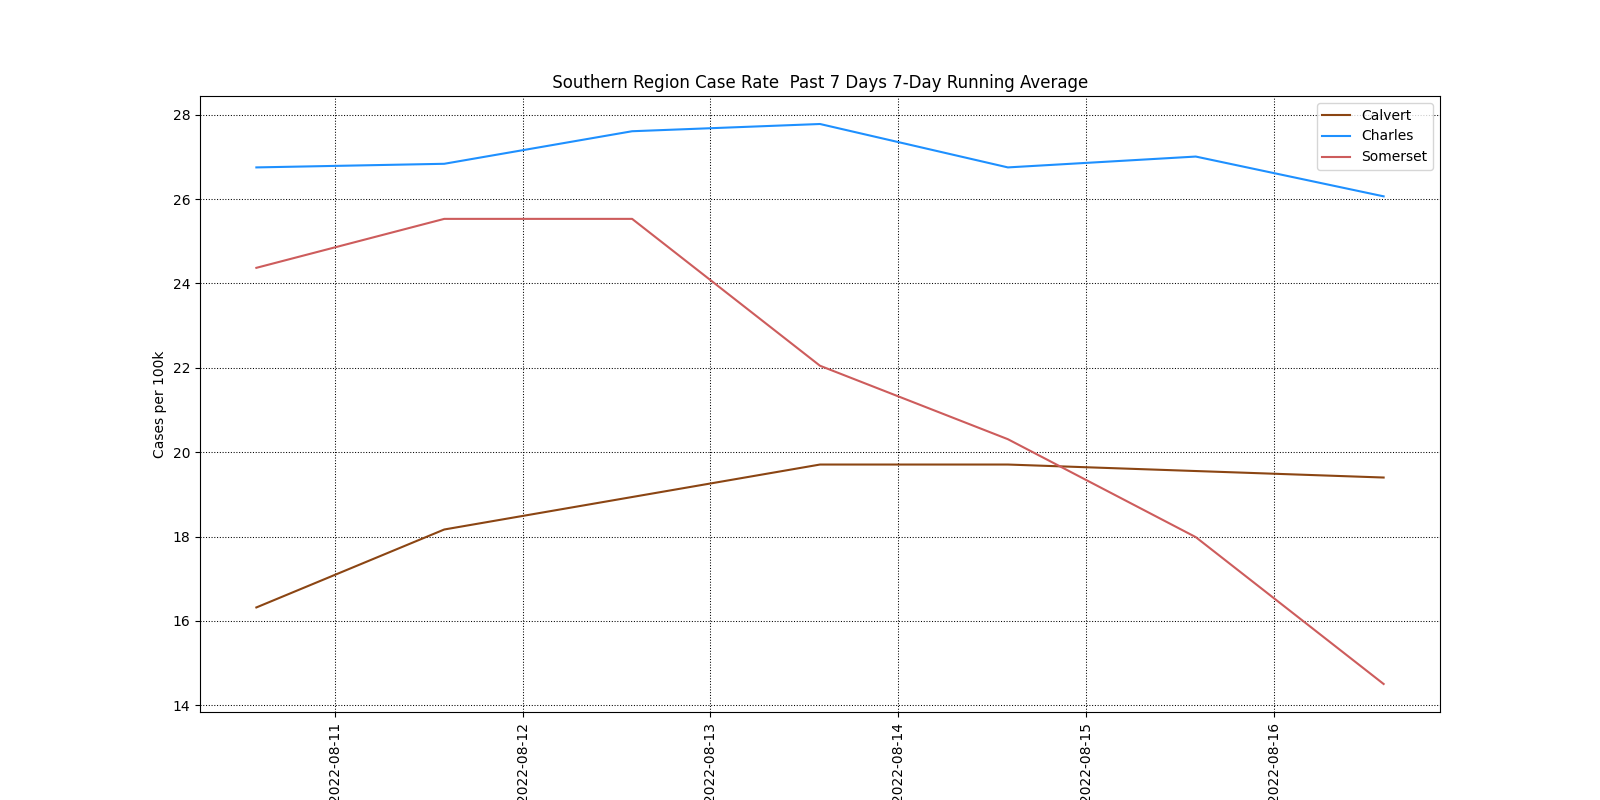 Southern Region Case Rate  Past 7 Days 7-Day Running Average
Calvert
Charles
Somerset
Cases per 100k
28
26
24
22
20
18
16
14
2022-08-11
2022-08-12
2022-08-13
2022-08-14
2022-08-15
2022-08-16